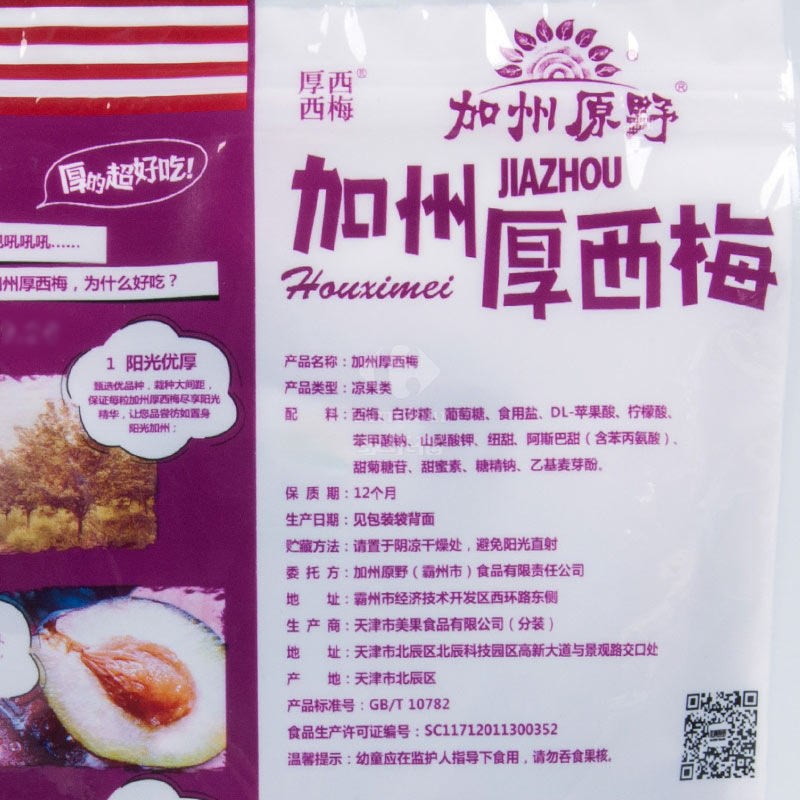 厚西®
西梅
加州原野®
厚的超好吃!
JIAZHOU
加州
厚西梅
Houximei
吼吼吼……
州厚西梅，为什么好吃？
1 阳光优厚
甄选优品种，栽种大间距，
保证每粒加州厚西梅尽享阳光
精华，让您品尝彷如置身
阳光加州；
产品名称：加州厚西梅
产品类型：凉果类
配 料：西梅、白砂糖、葡萄糖、食用盐、DL-苹果酸、柠檬酸、
苯甲酸钠、山梨酸钾、纽甜、阿斯巴甜（含苯丙氨酸）、
甜菊糖苷、甜蜜素、糖精钠、乙基麦芽酚。
保 质 期：12个月
生产日期：见包装袋背面
贮藏方法：请置于阴凉干燥处，避免阳光直射
委 托 方：加州原野（霸州市）食品有限责任公司
地 址：霸州市经济技术开发区西环路东侧
生 产 商：天津市美果食品有限公司（分装）
地 址：天津市北辰区北辰科技园区高新大道与景观路交口处
产 地：天津市北辰区
产品标准号：GB/T 10782
食品生产许可证编号：SC11712011300352
温馨提示：幼童应在监护人指导下食用，请勿吞食果核。